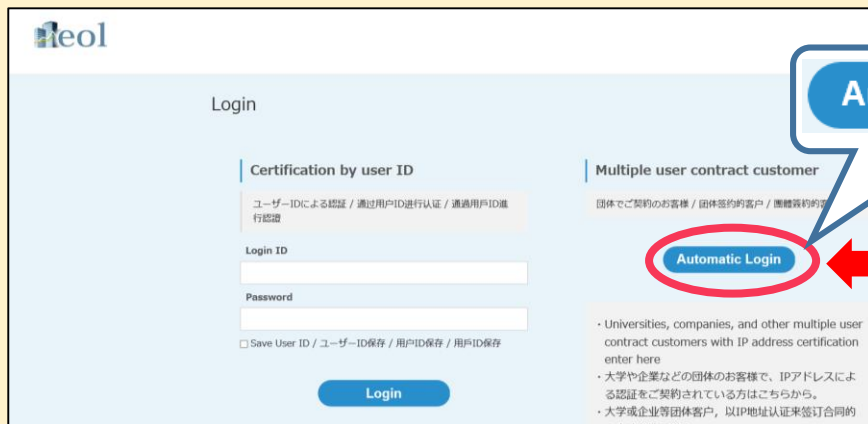 eol
Login
Certification by user ID
ユーザーIDによる認証 / 通过用户ID进行认证 / 通過用戶ID進
行認證
Login ID
Password
Save User ID / ユーザーID保存 / 用户ID保存 / 用戶ID保存
Login
Multiple user contract customer
団体でご契約のお客様 / 团体签约的客户 / 團體簽約的
Automatic Login
・Universities, companies, and other multiple user
contract customers with IP address certification
enter here
・大学や企業などの団体のお客様で、IPアドレスによ
る認証をご契約されている方はこちらから。
・大学或企业等团体客户，以IP地址认证来签订合同的